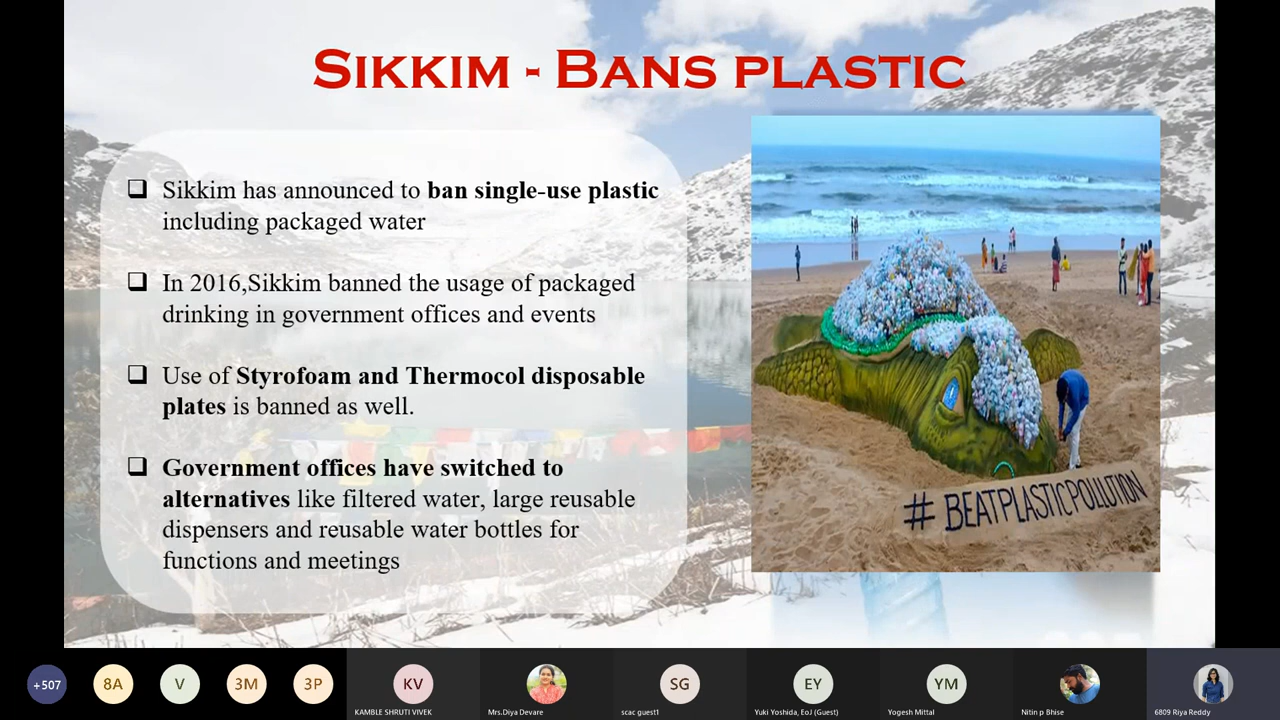 SIKKIM - BANS PLASTIC
Sikkim has announced to ban single-use plastic
including packaged water
In 2016,Sikkim banned the usage of packaged
drinking in government offices and events
Use of Styrofoam and Thermocol disposable
plates is banned as well.
Government offices have switched to
alternatives like filtered water, large reusable
dispensers and reusable water bottles for
functions and meetings
# BEATPLASTICPOLLUTION
+507
8A
V
3M
3P
KV
SG
EY
YM
KAMBLE SHRUTI VIVEK
Mrs.Diya Devare
scac guest1
Yuki Yoshida, EoJ (Guest)
Yogesh Mittal
Nitin p Bhise
6809 Riya Reddy